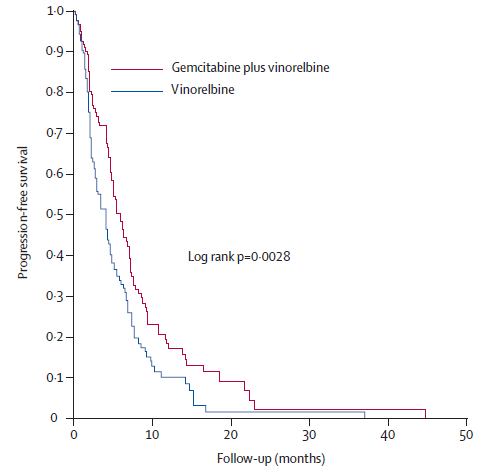 Progression-free survival
1·0
0·9
0·8
0·7
0·6
0·5
0·4
0·3
0·2
0·1
0
Gemcitabine plus vinorelbine
Vinorelbine
Log rank p=0·0028
0 10 20 30 40 50
Follow-up (months)